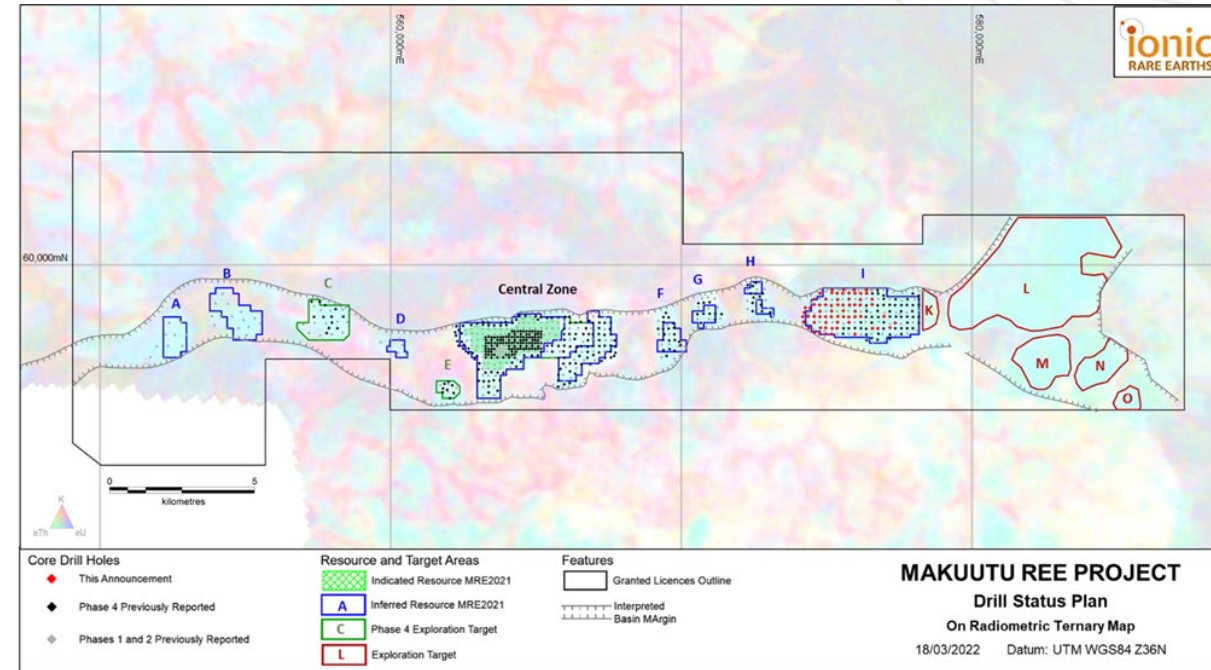 560,000mE
580,000mE
ionic
RARE EARTHS
60,000mN
A
B
C
D
E
Central Zone
F
G
H
I
K
L
M
N
O
0 5
kilometres
K
eTh eU
Core Drill Holes
This Announcement
Phase 4 Previously Reported
Phases 1 and 2 Previously Reported
Resource and Target Areas
Indicated Resource MRE2021
A Inferred Resource MRE2021
C Phase 4 Exploration Target
L Exploration Target
Features
Granted Licences Outline
Interpreted
Basin MArgin
MAKUUTU REE PROJECT
Drill Status Plan
On Radiometric Ternary Map
18/03/2022 Datum: UTM WGS84 Z36N